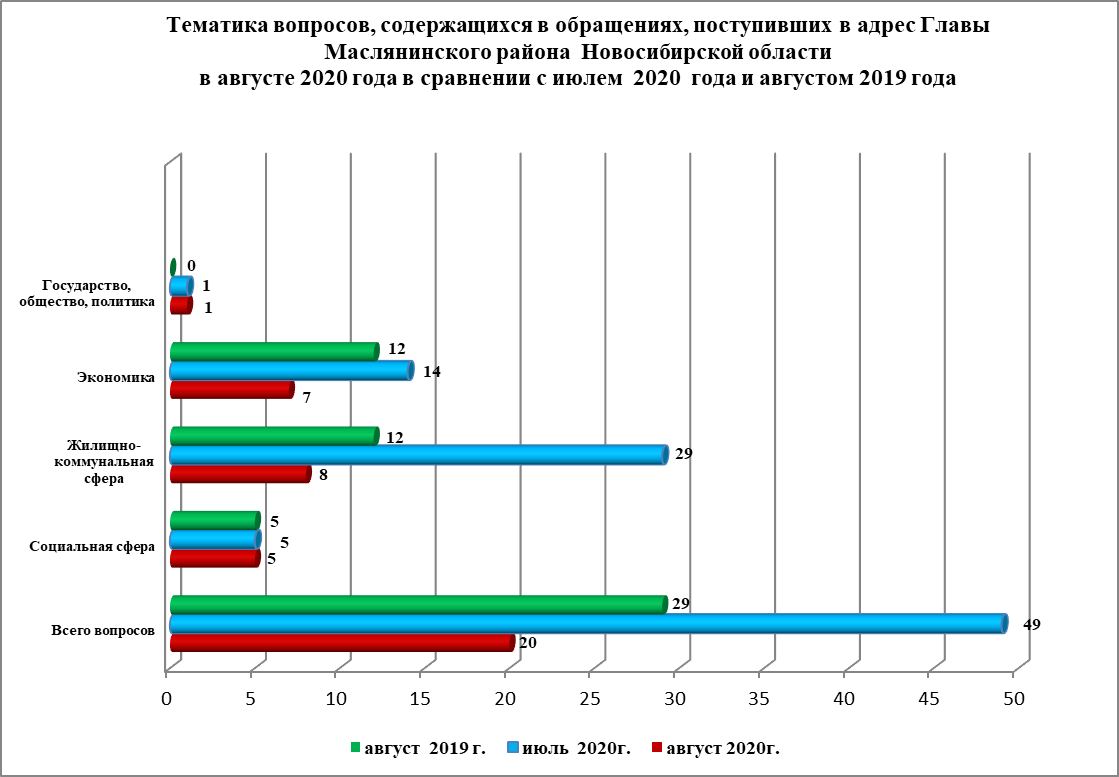 Тематика вопросов, содержащихся в обращениях, поступивших в адрес Главы
Маслянинского района Новосибирской области
в августе 2020 года в сравнении с июлем 2020 года и августом 2019 года
Государство,
общество, политика
0
1
1
Экономика
12
14
7
Жилищно-
коммунальная
сфера
12
29
8
Социальная сфера
5
5
5
Всего вопросов
29
49
20
0 5 10 15 20 25 30 35 40 45 50
август 2019 г. июль 2020г. август 2020г.